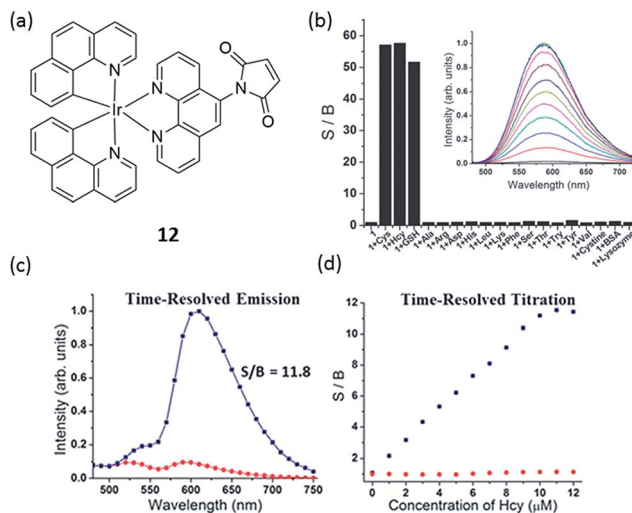 (a)
N
Ir
N
N
N
N
O
O
12
(b)
S / B
60
50
40
30
20
10
0
1
1+Cys
1+Hcy
1+GSH
1+Ala
1+Arg
1+Asp
1+His
1+Leu
1+Lys
1+Phe
1+Ser
1+Thr
1+Try
1+Tyr
1+Val
1+Cystine
1+BSA
1+Lysozyme
Intensity (arb. units)
1.0
0.8
0.6
0.4
0.2
0.0
500 550 600 650 700
Wavelength (nm)
(c)
Time-Resolved Emission
S/B = 11.8
Intensity (arb. units)
1.0
0.8
0.6
0.4
0.2
0.0
500 550 600 650 700 750
Wavelength (nm)
(d)
Time-Resolved Titration
S / B
12
10
8
6
4
2
0 2 4 6 8 10 12
Concentration of Hcy (μM)